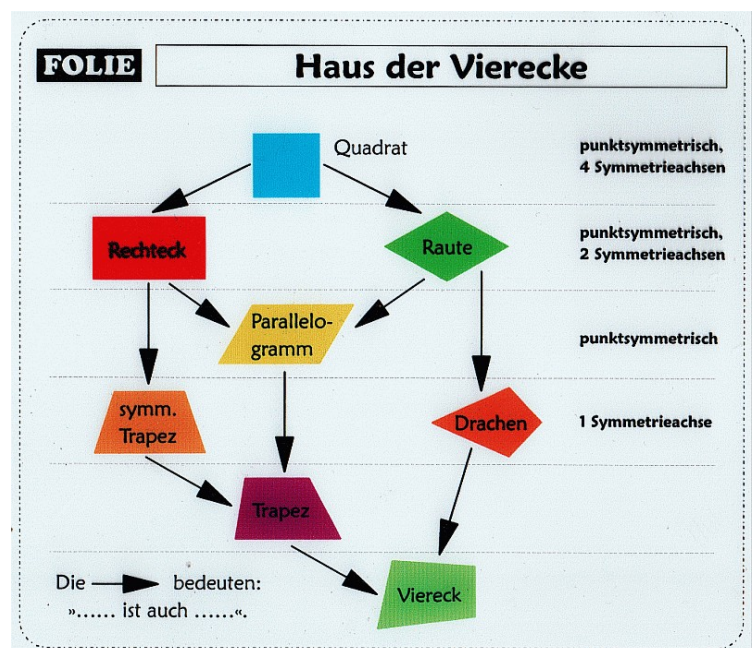 FOLIE
Haus der Vierecke
Quadrat
punktsymmetrisch,
4 Symmetrieachsen
Rechteck
Raute
punktsymmetrisch,
2 Symmetrieachsen
Parallelo-
gramm
punktsymmetrisch
symm.
Trapez
Drachen
1 Symmetrieachse
Trapez
Viereck
Die bedeuten:
»...... ist auch ......«.